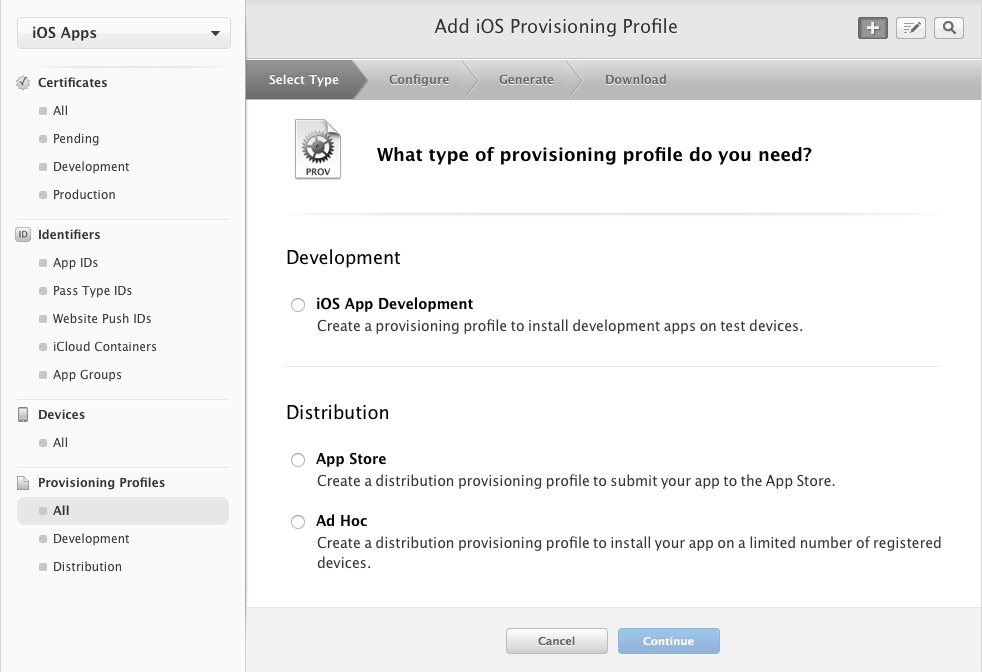 iOS Apps
Certificates
All
Pending
Development
Production
ID Identifiers
App IDs
Pass Type IDs
Website Push IDs
iCloud Containers
App Groups
Devices
All
Provisioning Profiles
All
Development
Distribution
Add iOS Provisioning Profile
Select Type Configure Generate Download
PROV
What type of provisioning profile do you need?
Development
iOS App Development
Create a provisioning profile to install development apps on test devices.
Distribution
App Store
Create a distribution provisioning profile to submit your app to the App Store.
Ad Hoc
Create a distribution provisioning profile to install your app on a limited number of registered
devices.
Cancel Continue